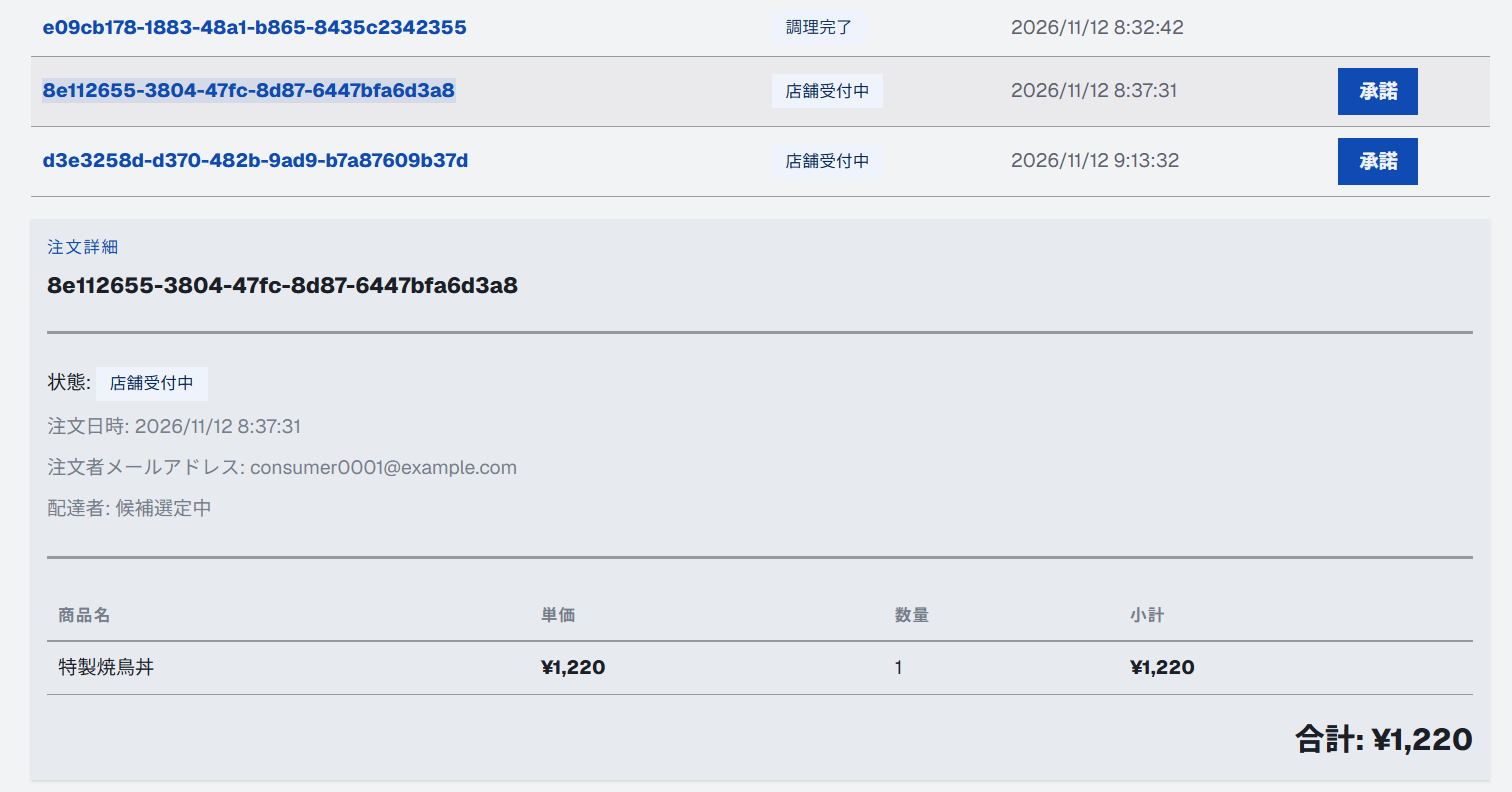 e09cb178-1883-48a1-b865-8435c2342355 調理完了 2026/11/12 8:32:42
8e112655-3804-47fc-8d87-6447bfa6d3a8 店舗受付中 2026/11/12 8:37:31 承諾
d3e3258d-d370-482b-9ad9-b7a87609b37d 店舗受付中 2026/11/12 9:13:32 承諾
注文詳細
8e112655-3804-47fc-8d87-6447bfa6d3a8
状態: 店舗受付中
注文日時: 2026/11/12 8:37:31
注文者メールアドレス: consumer0001@example.com
配達者: 候補選定中
商品名 単価 数量 小計
特製焼鳥丼 ¥1,220 1 ¥1,220
合計: ¥1,220